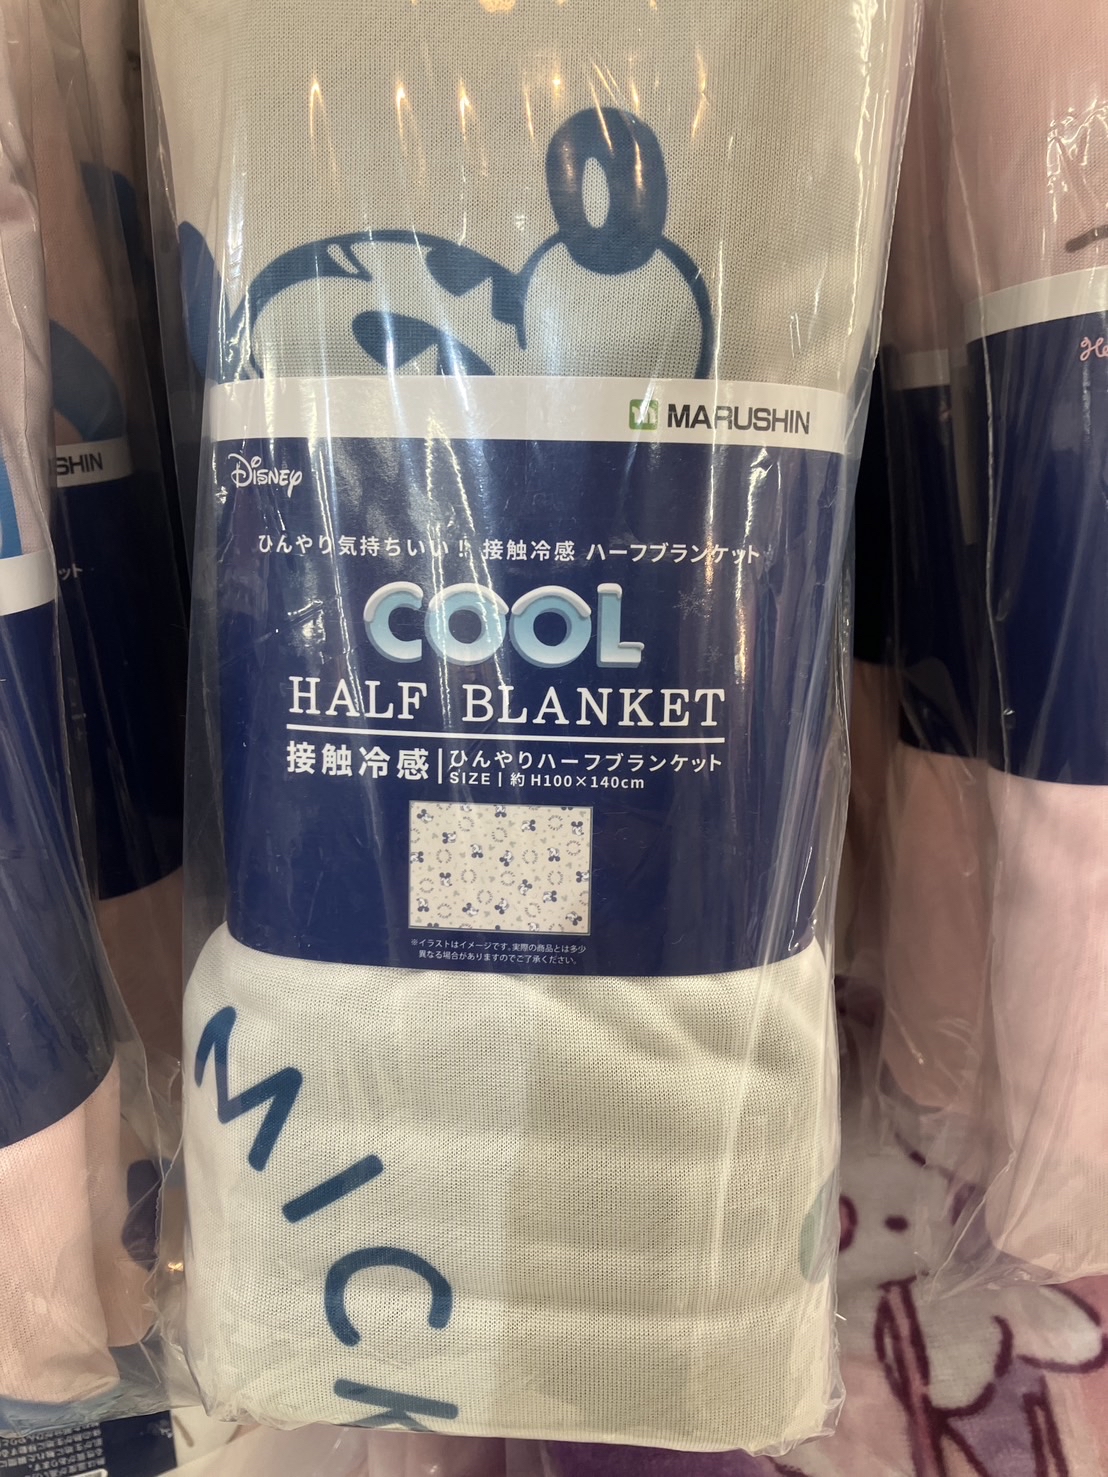 MARUSHIN
Disney
ひんやり気持ちいい!! 接触冷感 ハーフブランケット
COOL
HALF BLANKET
接触冷感
ひんやりハーフブランケット
SIZE | 約 H100×140cm
※イラストはイメージです。実際の商品とは多少
異なる場合がありますのでご了承ください。
MICK
SHIN
ット
He